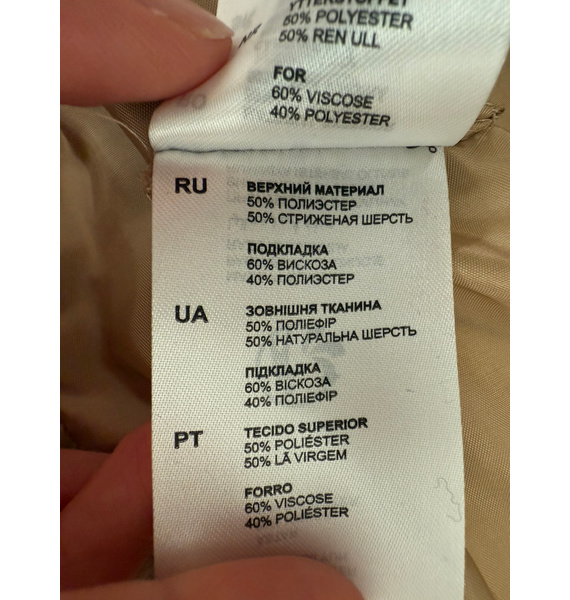 YTTERSTOFFET
50% POLYESTER
50% REN ULL
FOR
60% VISCOSE
40% POLYESTER
RU
ВЕРХНИЙ МАТЕРИАЛ
50% ПОЛИЭСТЕР
50% СТРИЖЕНАЯ ШЕРСТЬ
ПОДКЛАДКА
60% ВИСКОЗА
40% ПОЛИЭСТЕР
UA
ЗОВНІШНЯ ТКАНИНА
50% ПОЛІЕФІР
50% НАТУРАЛЬНА ШЕРСТЬ
ПІДКЛАДКА
60% ВІСКОЗА
40% ПОЛІЕФІР
PT
TECIDO SUPERIOR
50% POLIÉSTER
50% LÃ VIRGEM
FORRO
60% VISCOSE
40% POLIÉSTER